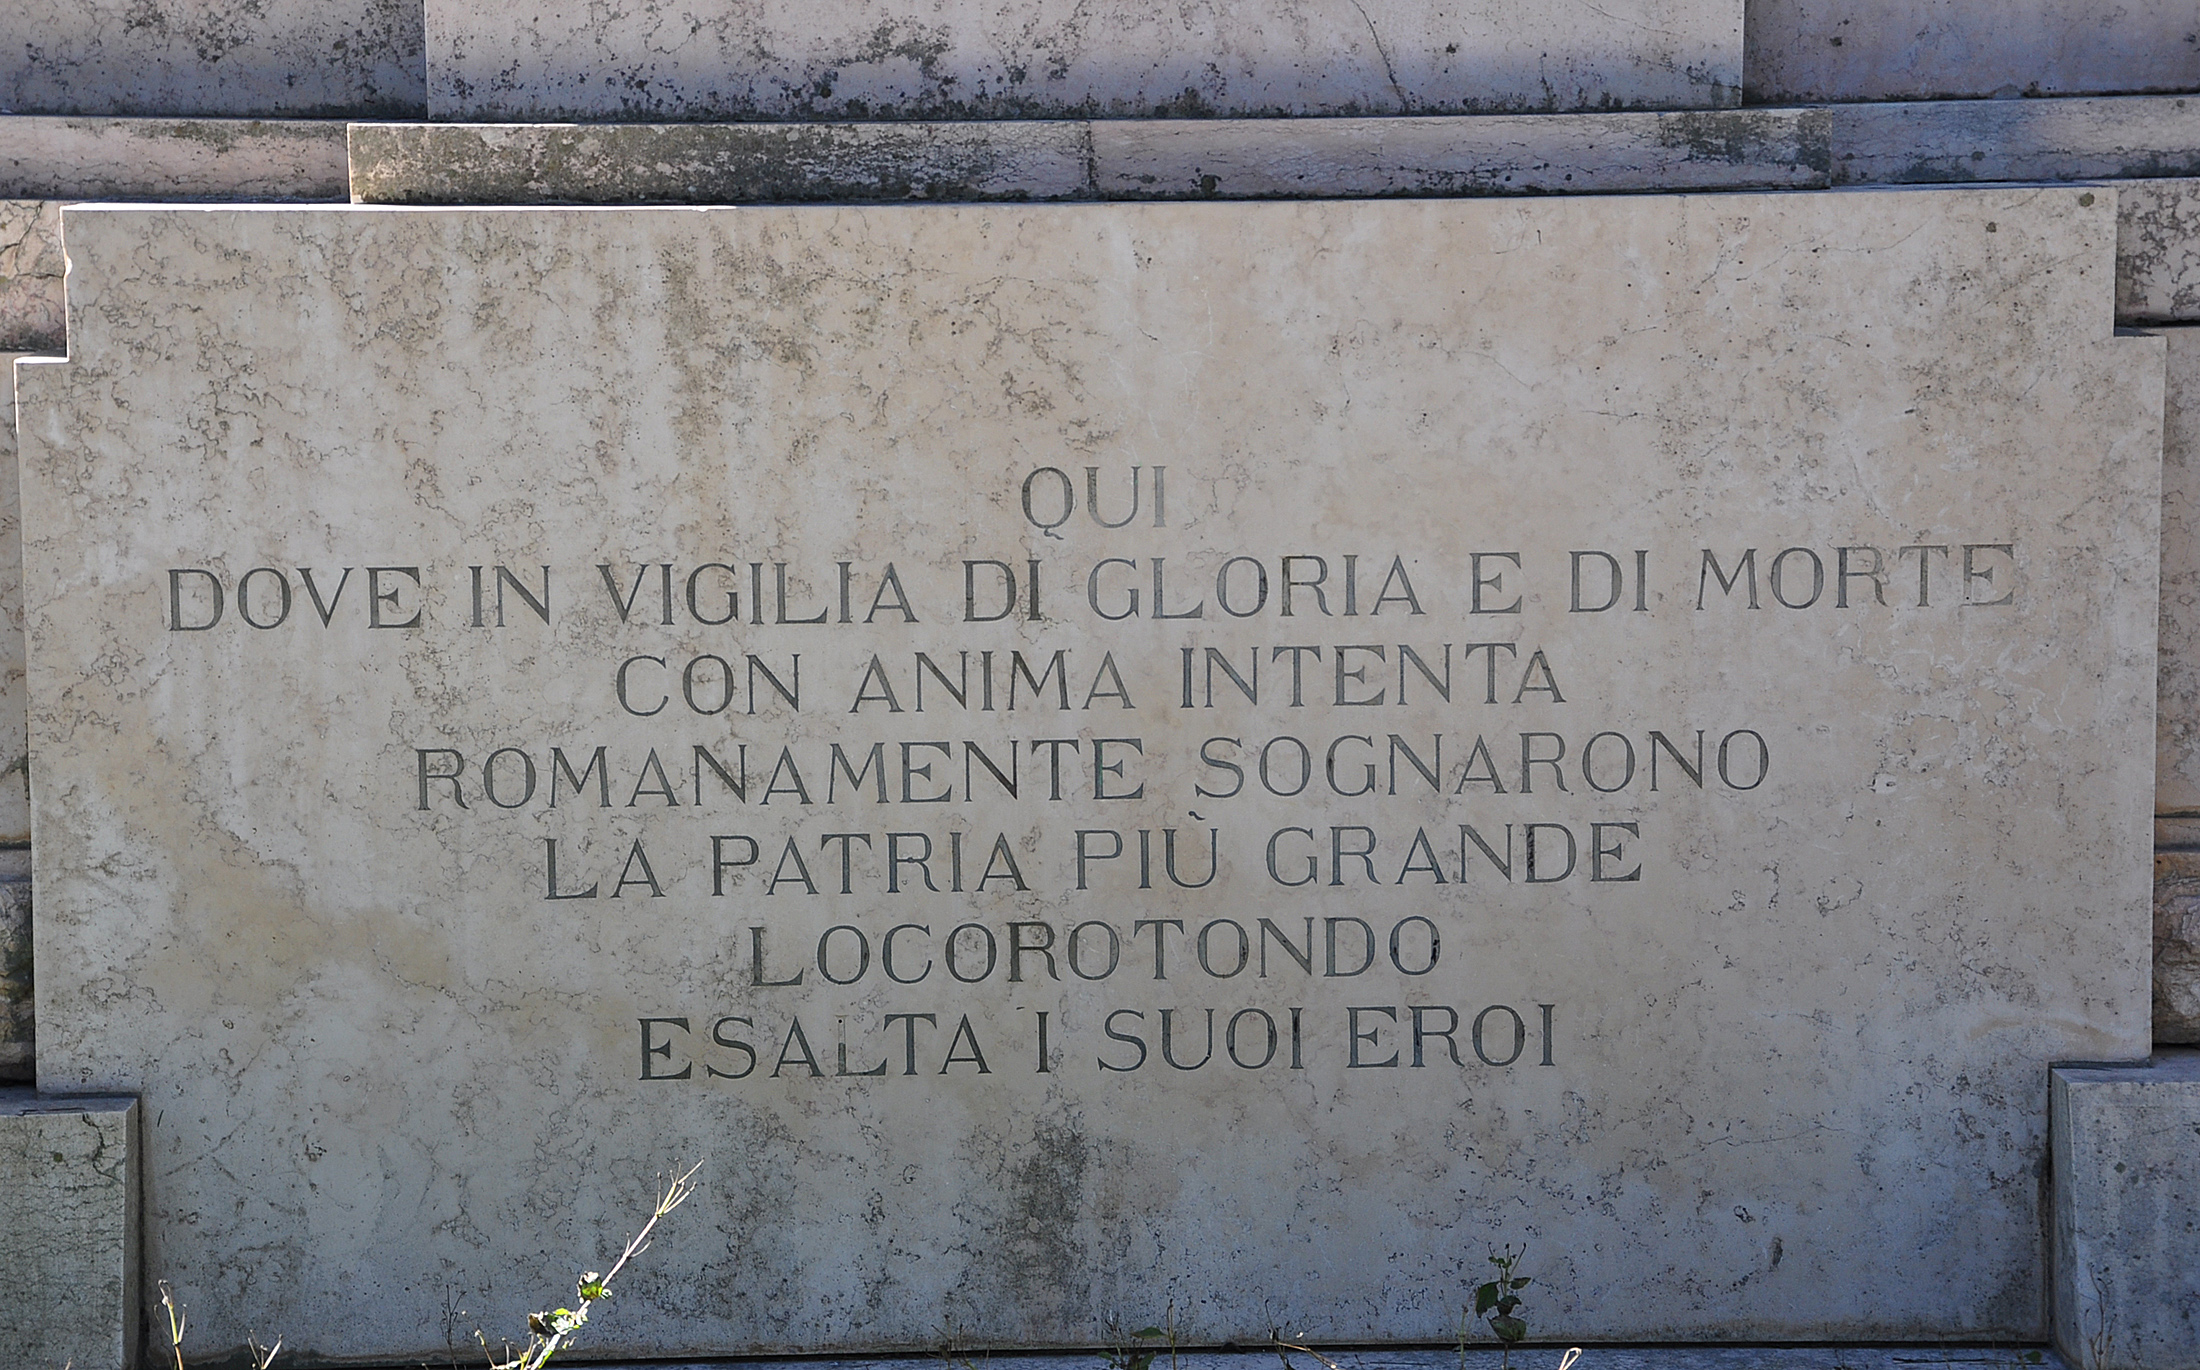 QUI
DOVE IN VIGILIA DI GLORIA E DI MORTE
CON ANIMA INTENTA
ROMANAMENTE SOGNARONO
LA PATRIA PIÙ GRANDE
LOCOROTONDO
ESALTA I SUOI EROI